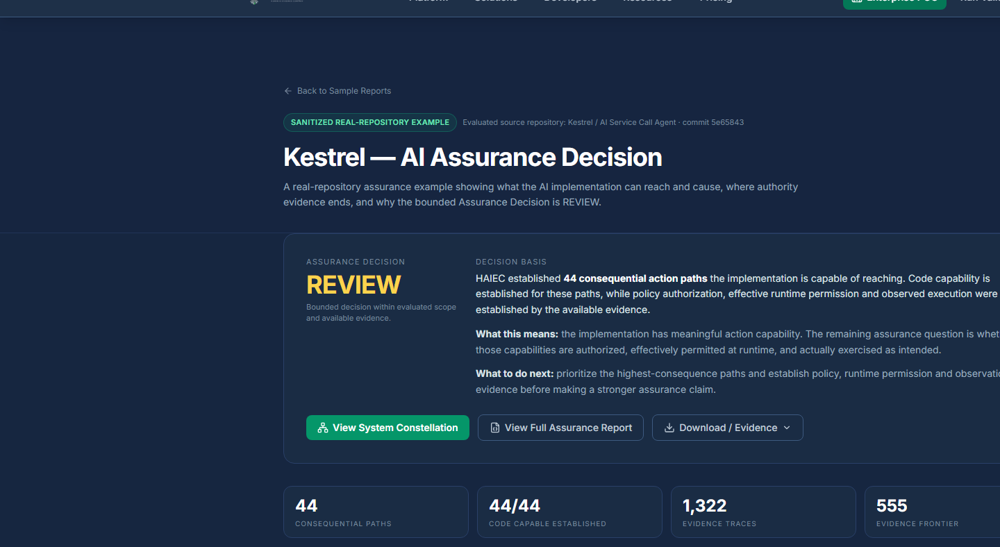 Back to Sample Reports
SANITIZED REAL-REPOSITORY EXAMPLE Evaluated source repository: Kestrel / AI Service Call Agent · commit 5e65843
Kestrel — AI Assurance Decision
A real-repository assurance example showing what the AI implementation can reach and cause, where authority
evidence ends, and why the bounded Assurance Decision is REVIEW.
ASSURANCE DECISION
REVIEW
Bounded decision within evaluated scope
and available evidence.
DECISION BASIS
HAIEC established 44 consequential action paths the implementation is capable of reaching. Code capability is
established for these paths, while policy authorization, effective runtime permission and observed execution were
established by the available evidence.
What this means: the implementation has meaningful action capability. The remaining assurance question is
those capabilities are authorized, effectively permitted at runtime, and actually exercised as intended.
What to do next: prioritize the highest-consequence paths and establish policy, runtime permission and
evidence before making a stronger assurance claim.
View System Constellation
View Full Assurance Report
Download / Evidence
44
CONSEQUENTIAL PATHS
44/44
CODE CAPABLE ESTABLISHED
1,322
EVIDENCE TRACES
555
EVIDENCE FRONTIER